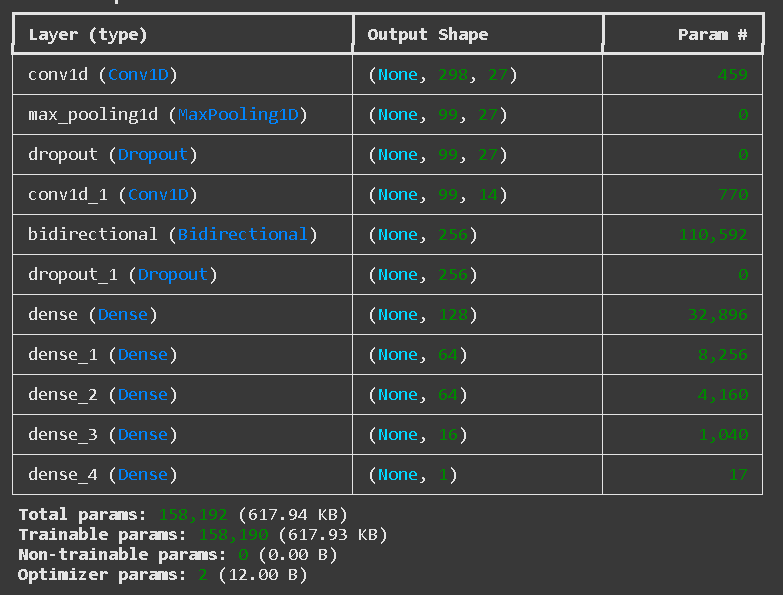 Layer (type) Output Shape Param #
conv1d (Conv1D) (None, 298, 27) 459
max_pooling1d (MaxPooling1D) (None, 99, 27) 0
dropout (Dropout) (None, 99, 27) 0
conv1d_1 (Conv1D) (None, 99, 14) 770
bidirectional (Bidirectional) (None, 256) 110,592
dropout_1 (Dropout) (None, 256) 0
dense (Dense) (None, 128) 32,896
dense_1 (Dense) (None, 64) 8,256
dense_2 (Dense) (None, 64) 4,160
dense_3 (Dense) (None, 16) 1,040
dense_4 (Dense) (None, 1) 17
Total params: 158,192 (617.94 KB)
Trainable params: 158,190 (617.93 KB)
Non-trainable params: 0 (0.00 B)
Optimizer params: 2 (12.00 B)